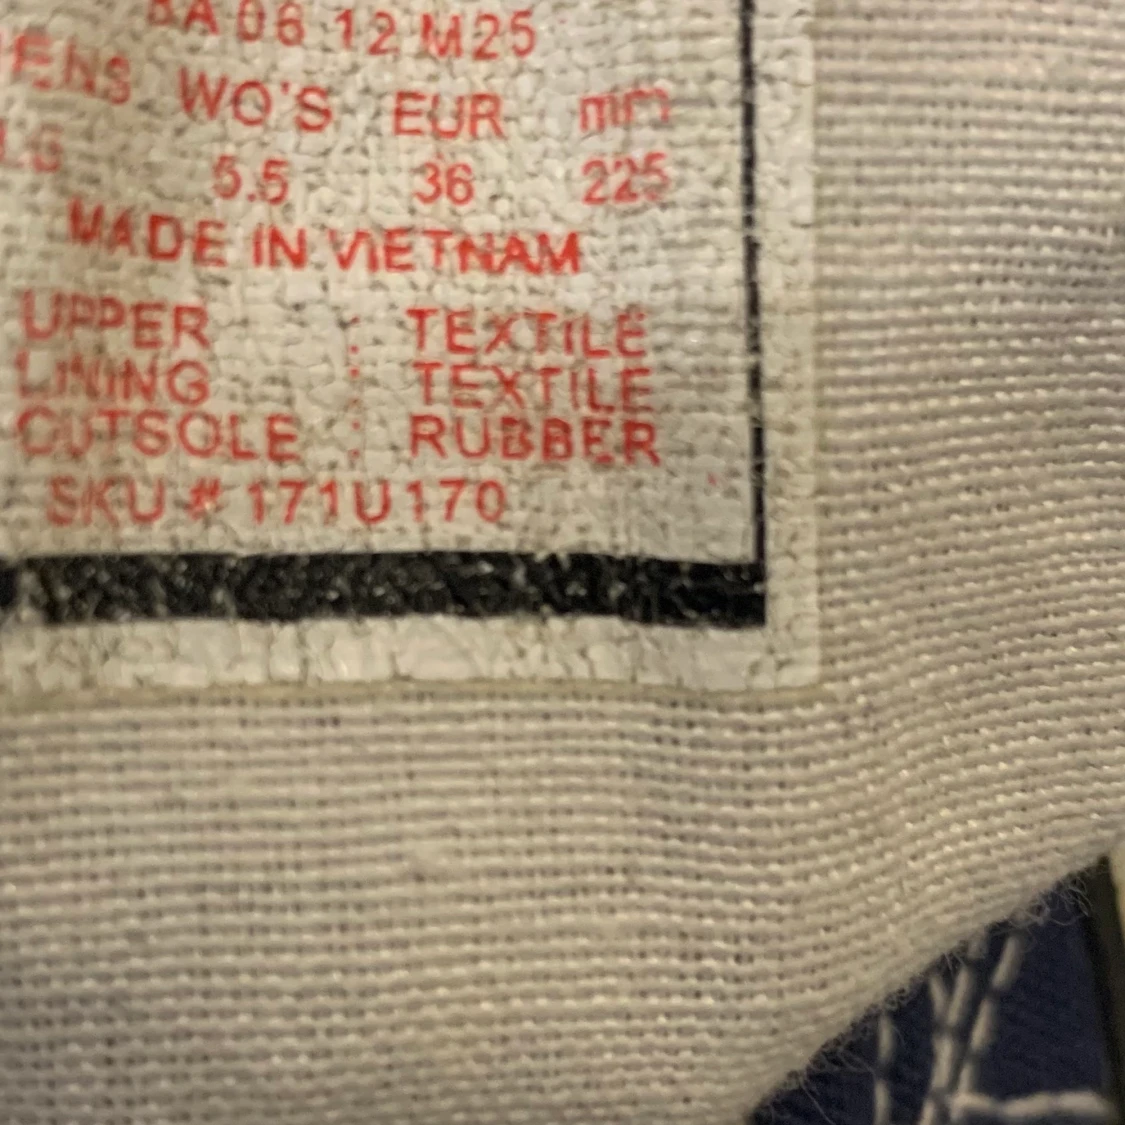 A 06 12 M25
ENS WO'S EUR mm
5.5 36 225
MADE IN VIETNAM
UPPER : TEXTILE
LINING : TEXTILE
OUTSOLE : RUBBER
SKU # 171U170